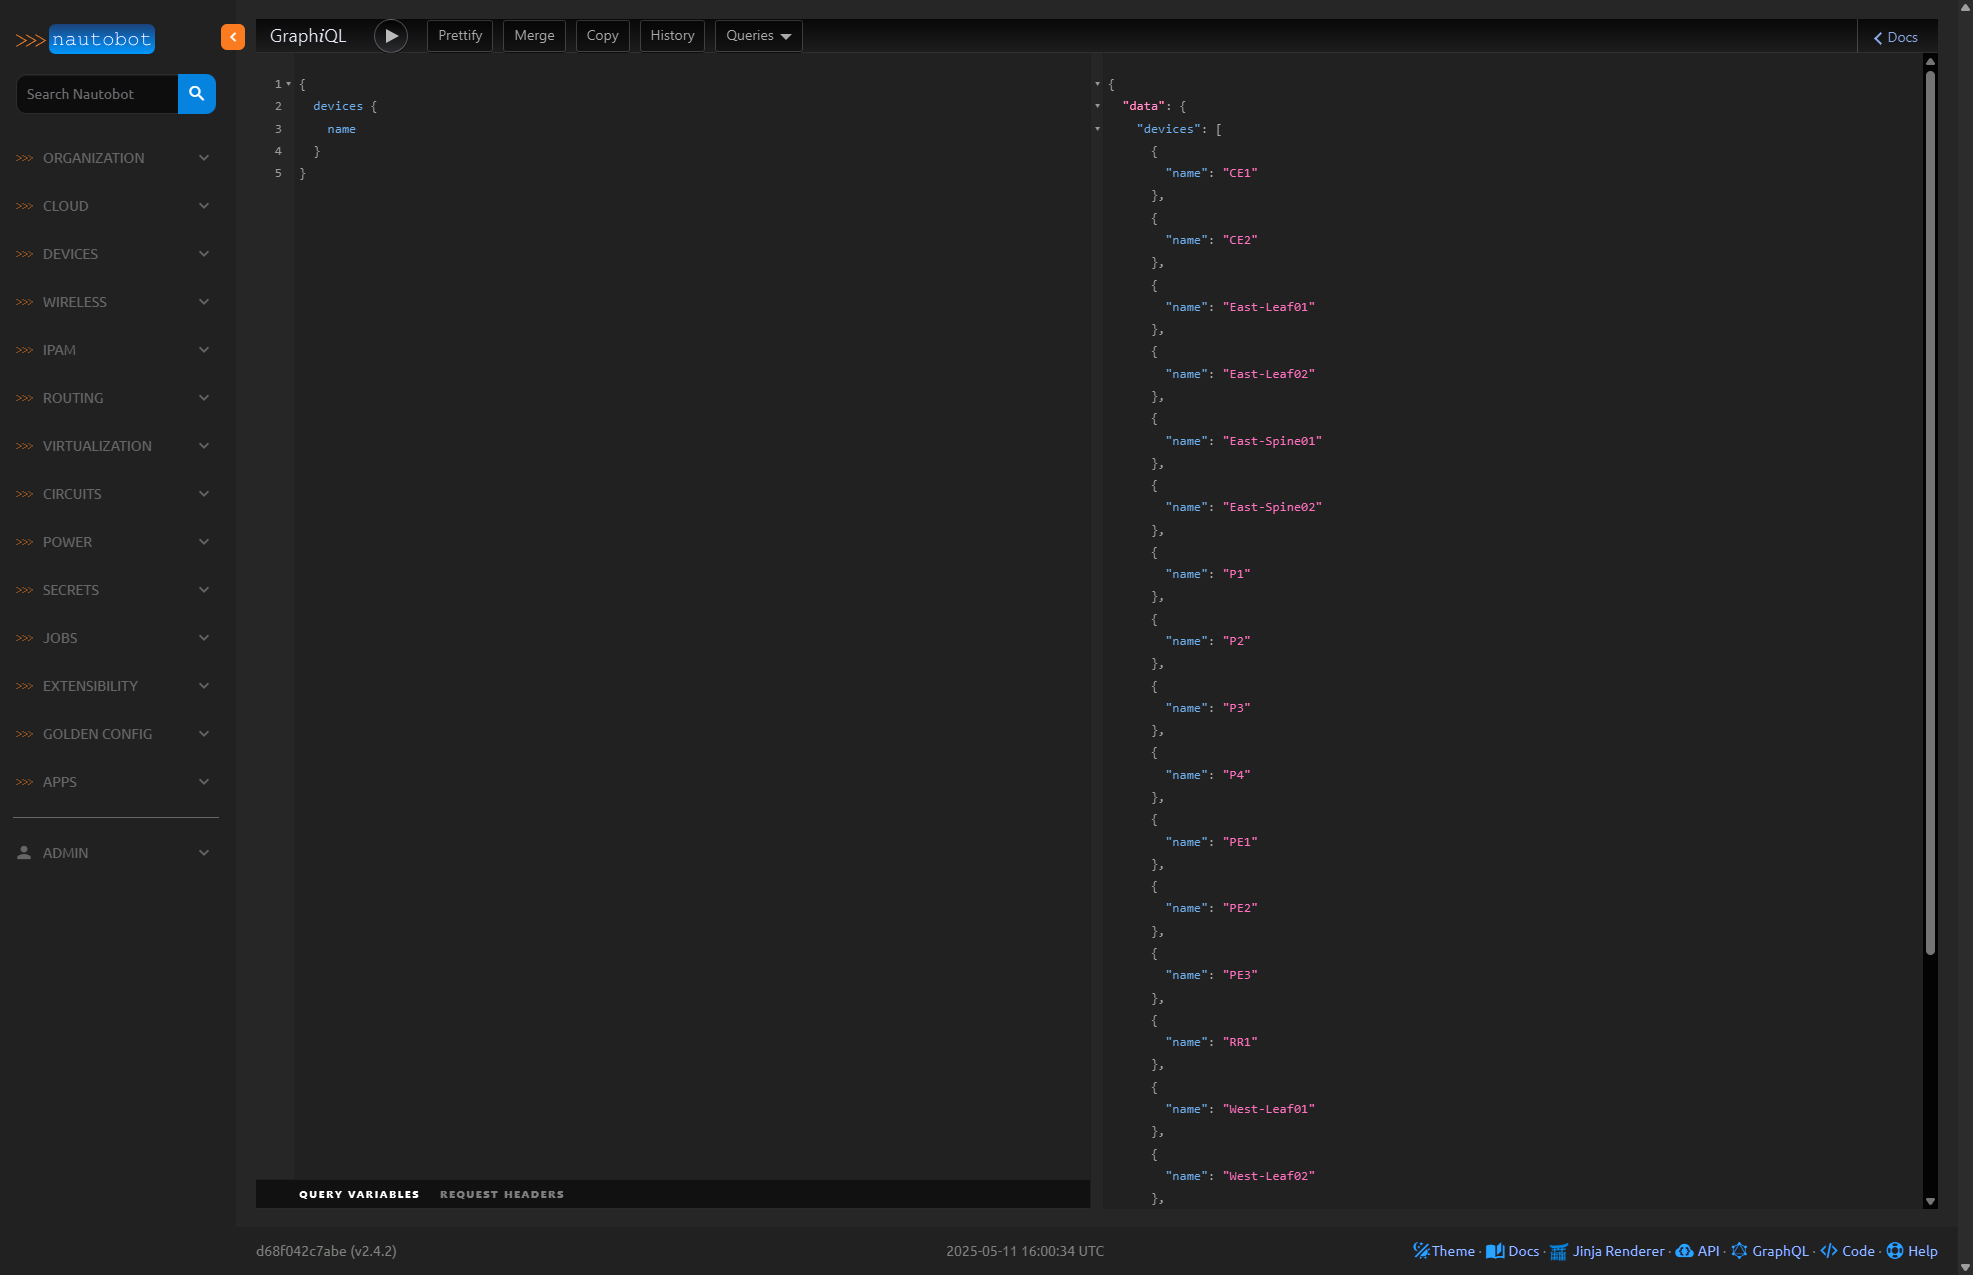 >>> nautobot
Search Nautobot
>>> ORGANIZATION
>>> CLOUD
>>> DEVICES
>>> WIRELESS
>>> IPAM
>>> ROUTING
>>> VIRTUALIZATION
>>> CIRCUITS
>>> POWER
>>> SECRETS
>>> JOBS
>>> EXTENSIBILITY
>>> GOLDEN CONFIG
>>> APPS
ADMIN
GraphiQL Prettify Merge Copy History Queries Docs
1 {
2 devices {
3 name
4 }
5 }
QUERY VARIABLES REQUEST HEADERS
{
"data": {
"devices": [
{
"name": "CE1"
},
{
"name": "CE2"
},
{
"name": "East-Leaf01"
},
{
"name": "East-Leaf02"
},
{
"name": "East-Spine01"
},
{
"name": "East-Spine02"
},
{
"name": "P1"
},
{
"name": "P2"
},
{
"name": "P3"
},
{
"name": "P4"
},
{
"name": "PE1"
},
{
"name": "PE2"
},
{
"name": "PE3"
},
{
"name": "RR1"
},
{
"name": "West-Leaf01"
},
{
"name": "West-Leaf02"
},
d68f042c7abe (v2.4.2) 2025-05-11 16:00:34 UTC Theme · Docs · Jinja Renderer · API · GraphQL · Code · Help